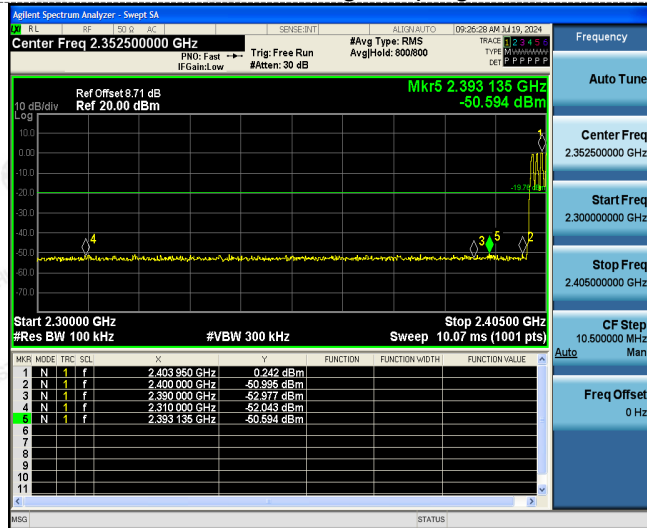 Agilent Spectrum Analyzer - Swept SA
LXI RL RF 50 Ω AC SENSE:INT ALIGNAUTO 09:26:28 AM Jul 19, 2024
Center Freq 2.352500000 GHz #Avg Type: RMS TRACE 1 2 3 4 5 6
PNO: Fast Trig: Free Run Avg|Hold: 800/800 TYPE M
IFGain:Low #Atten: 30 dB DET P P P P P P
Frequency
Mkr5 2.393 135 GHz
-50.594 dBm
Ref Offset 8.71 dB
10 dB/div Ref 20.00 dBm
Log
10.0
0.00
-10.0
-20.0
-30.0
-40.0
-50.0
-60.0
-70.0
1
4
3
5
2
Start 2.30000 GHz Stop 2.40500 GHz
#Res BW 100 kHz #VBW 300 kHz Sweep 10.07 ms (1001 pts)
MKR MODE TRC SCL X Y FUNCTION FUNCTION WIDTH FUNCTION VALUE
1 N 1 f 2.403 950 GHz 0.242 dBm
2 N 1 f 2.400 000 GHz -50.995 dBm
3 N 1 f 2.390 000 GHz -52.977 dBm
4 N 1 f 2.310 000 GHz -52.043 dBm
5 N 1 f 2.393 135 GHz -50.594 dBm
6
7
8
9
10
11
Auto Tune
Center Freq
2.352500000 GHz
Start Freq
2.300000000 GHz
Stop Freq
2.405000000 GHz
CF Step
10.500000 MHz
Auto Man
Freq Offset
0 Hz
MSG STATUS